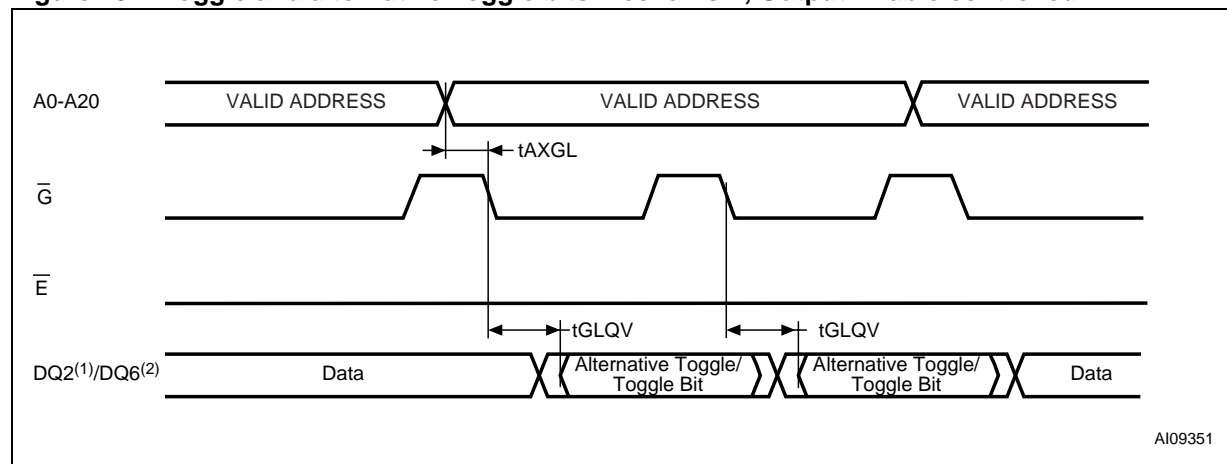 A0-A20
VALID ADDRESS
VALID ADDRESS
VALID ADDRESS
tAXGL
G
E
tGLQV
tGLQV
DQ2(1)/DQ6(2)
Data
Alternative Toggle/
Toggle Bit
Alternative Toggle/
Toggle Bit
Data
AI09351